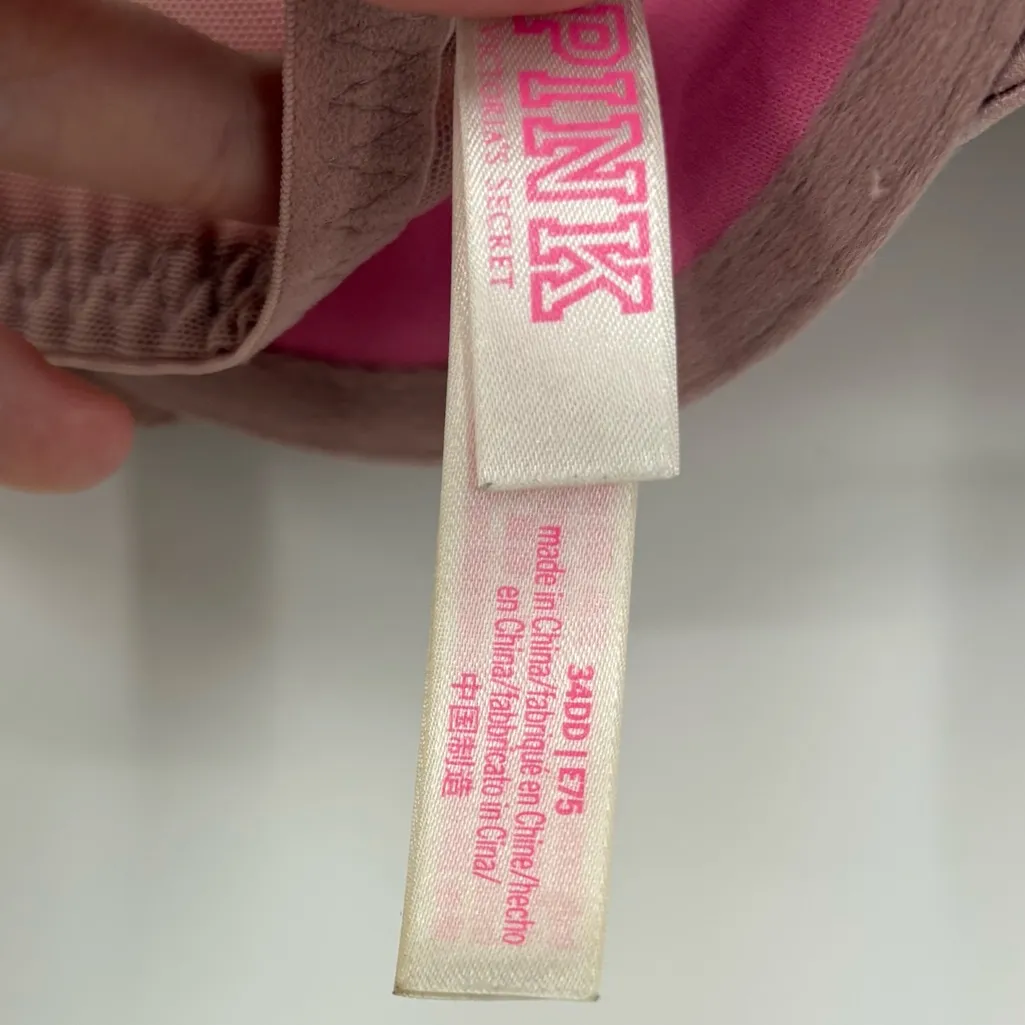 PINK
VICTORIA'S SECRET
34DD | E75
made in China/fabriqué en Chine/hecho
en China/fabbricato in Cina/
中国制造